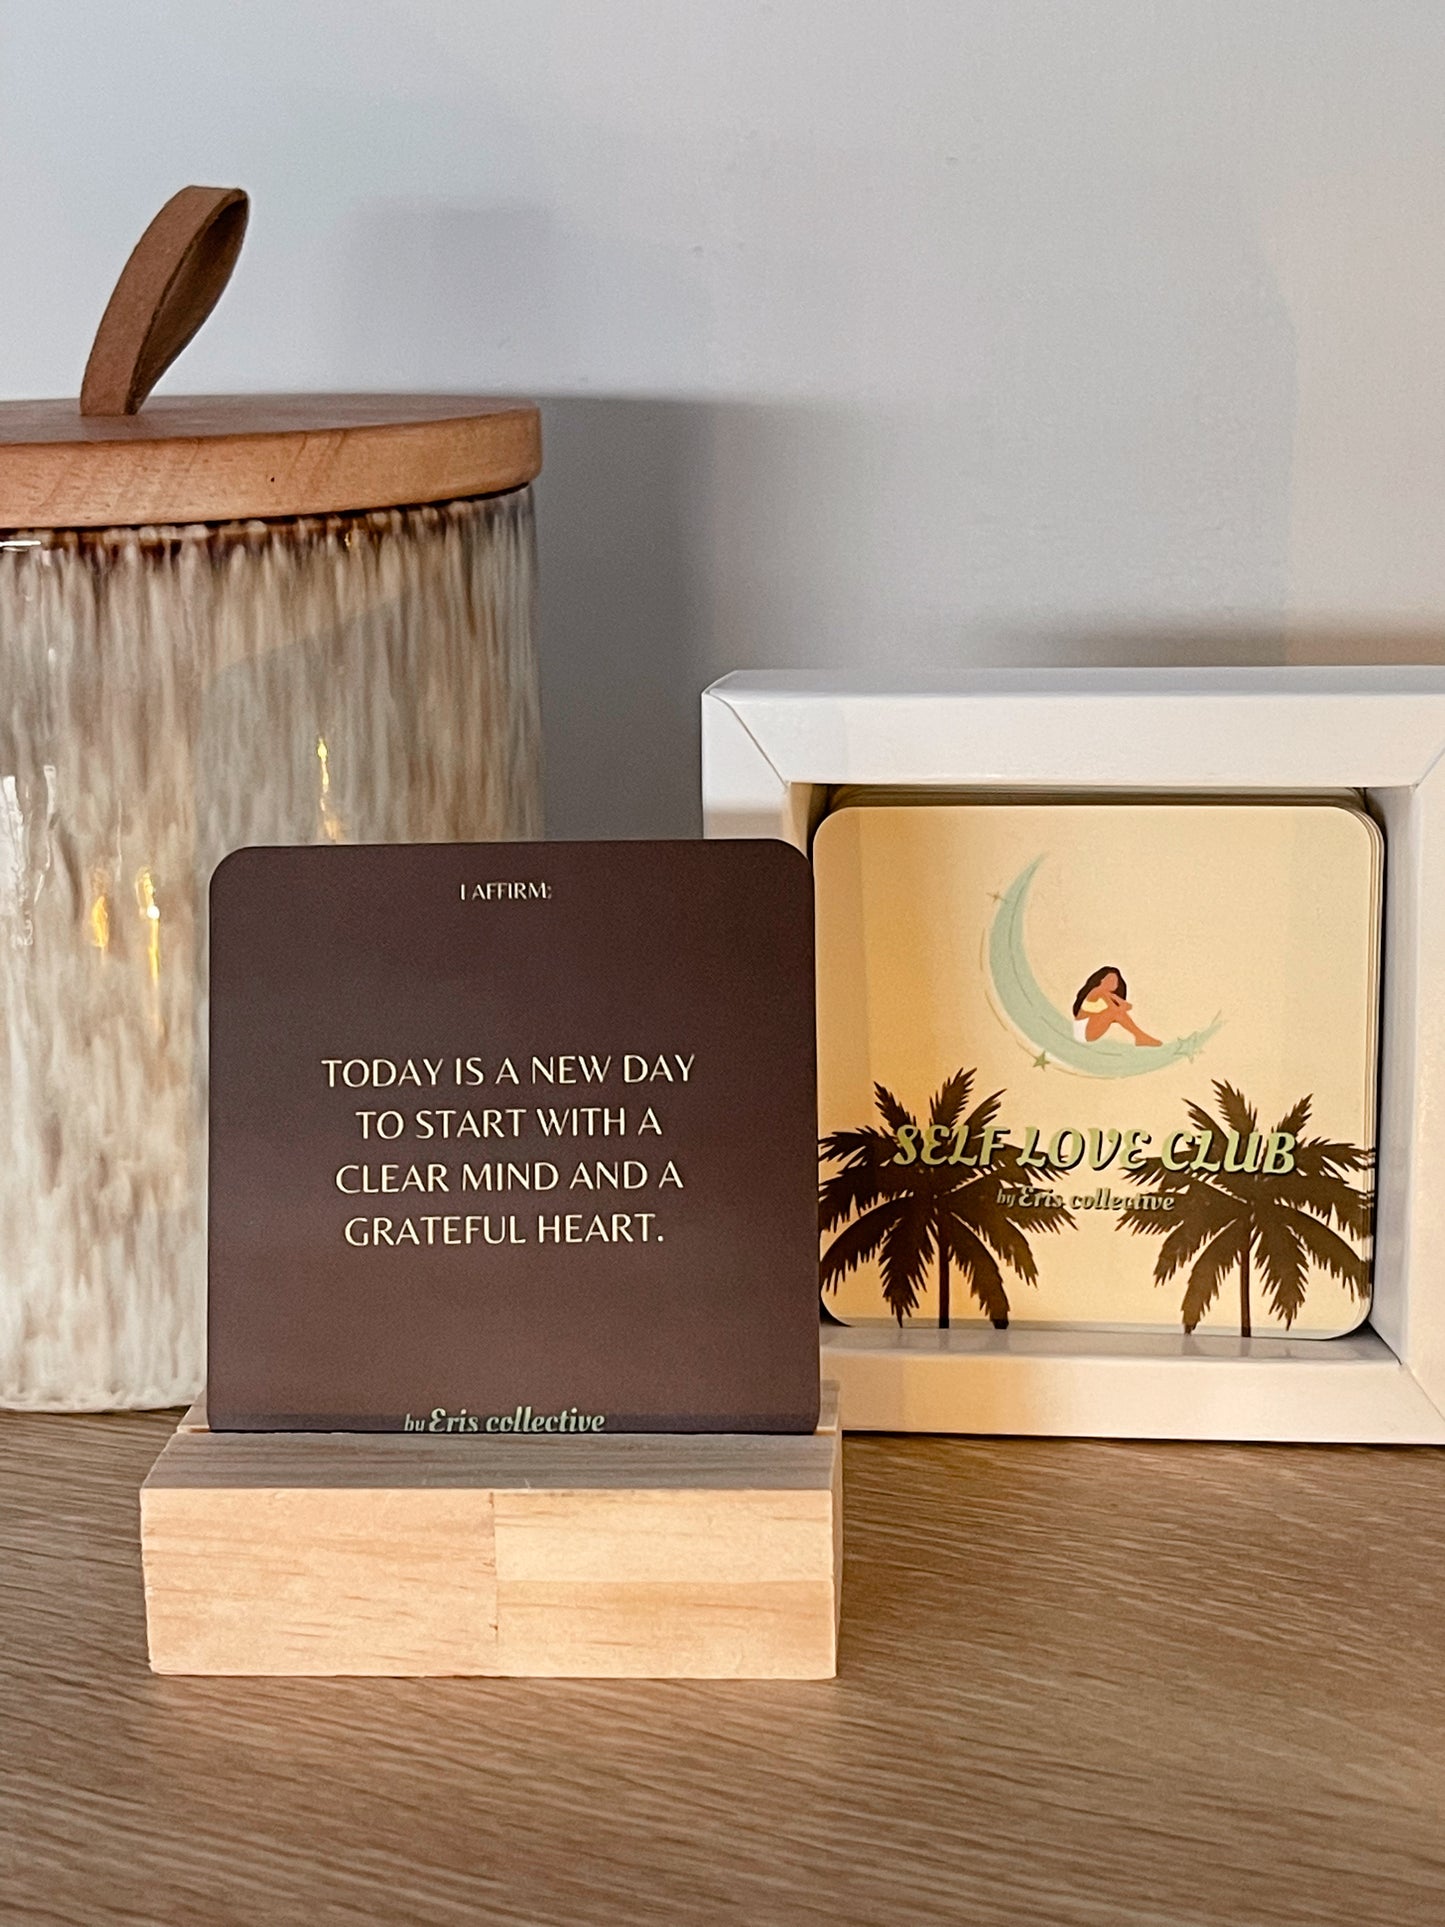 I AFFIRM:
TODAY IS A NEW DAY
TO START WITH A
CLEAR MIND AND A
GRATEFUL HEART.
by Eris collective
SELF LOVE CLUB
by Eris collective